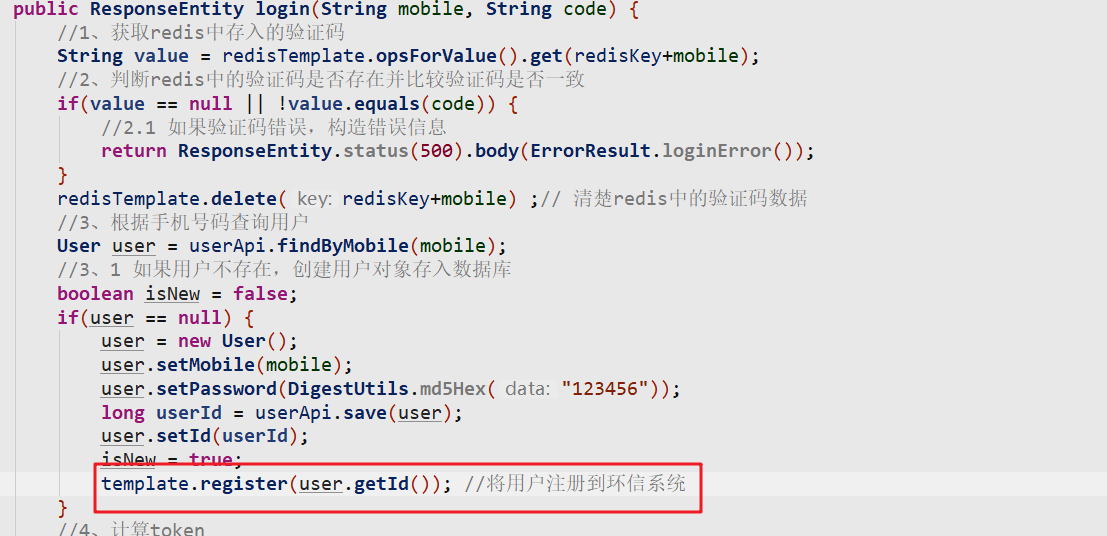 public ResponseEntity login(String mobile, String code) {
//1、获取redis中存入的验证码
String value = redisTemplate.opsForValue().get(redisKey+mobile);
//2、判断redis中的验证码是否存在并比较验证码是否一致
if(value == null || !value.equals(code)) {
//2.1 如果验证码错误，构造错误信息
return ResponseEntity.status(500).body(ErrorResult.loginError());
}
redisTemplate.delete( key: redisKey+mobile) ;// 清楚redis中的验证码数据
//3、根据手机号码查询用户
User user = userApi.findByMobile(mobile);
//3、1 如果用户不存在，创建用户对象存入数据库
boolean isNew = false;
if(user == null) {
user = new User();
user.setMobile(mobile);
user.setPassword(DigestUtils.md5Hex( data: "123456"));
long userId = userApi.save(user);
user.setId(userId);
isNew = true;
template.register(user.getId()); //将用户注册到环信系统
}
//4、计算token